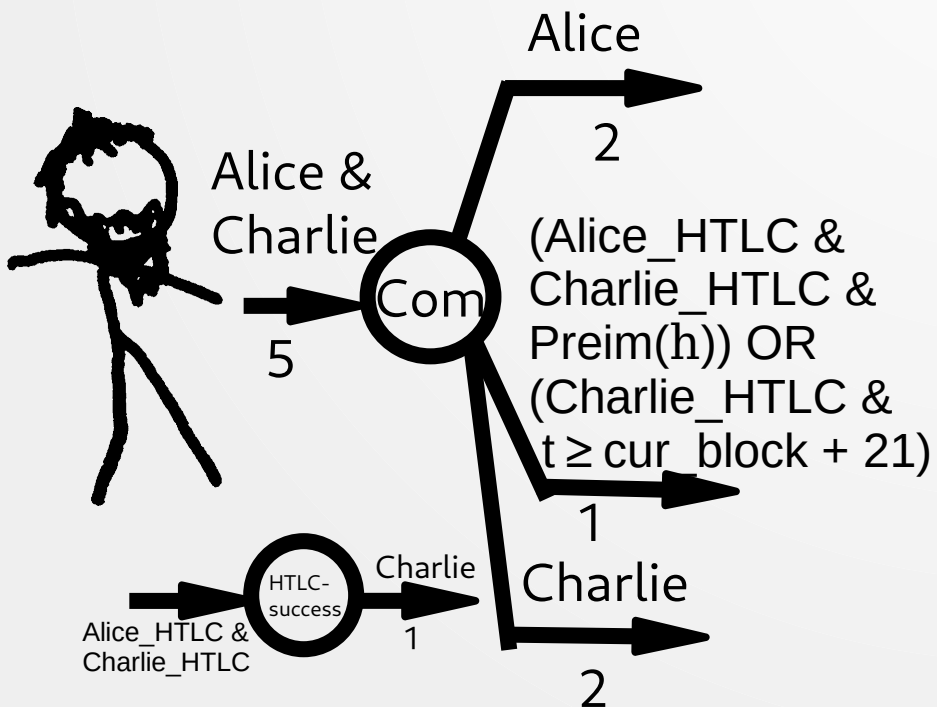 Alice
2
Alice &
Charlie
5
Com
(Alice_HTLC &
Charlie_HTLC &
Preim(h)) OR
(Charlie_HTLC &
t ≥ cur_block + 21)
1
Charlie
2
HTLC-
success
Alice_HTLC &
Charlie_HTLC
Charlie
1